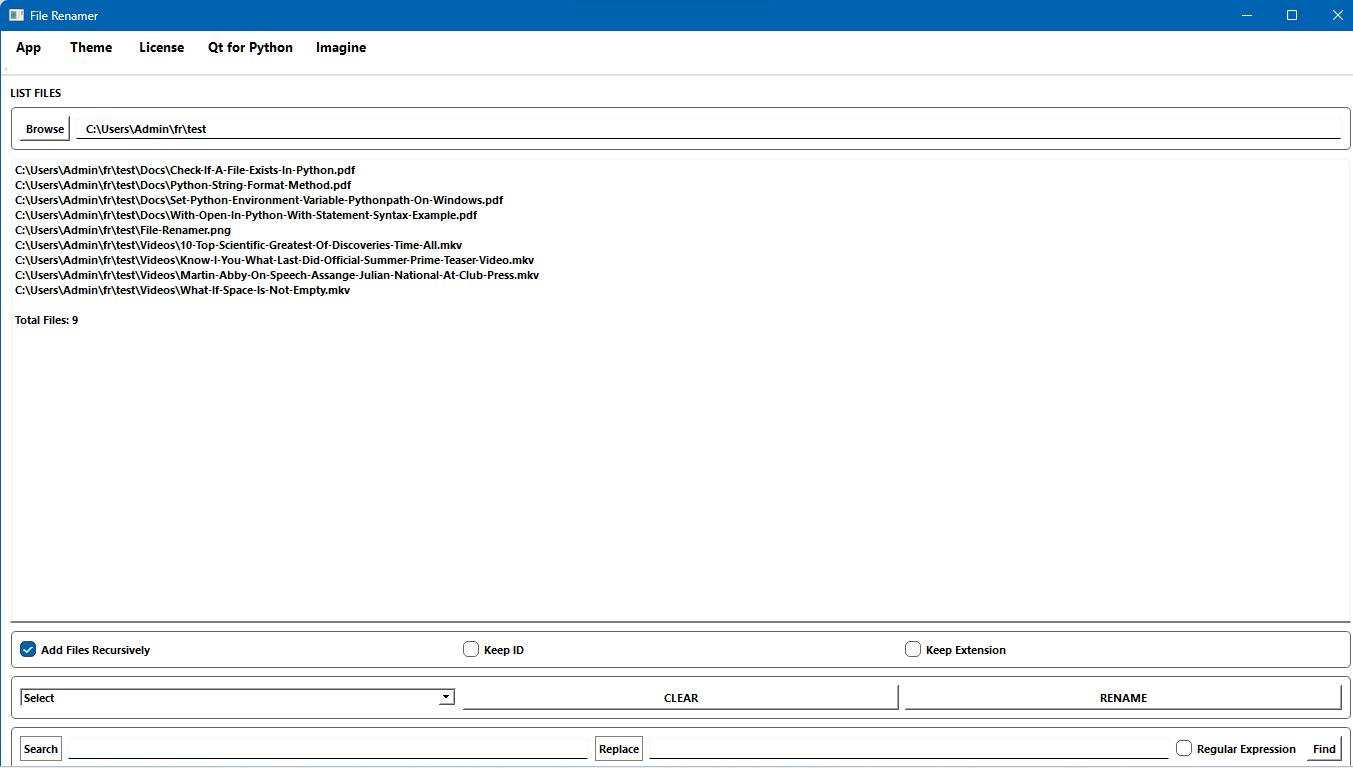 File Renamer
App Theme License Qt for Python Imagine
LIST FILES
Browse C:\Users\Admin\fr\test
C:\Users\Admin\fr\test\Docs\Check-If-A-File-Exists-In-Python.pdf
C:\Users\Admin\fr\test\Docs\Python-String-Format-Method.pdf
C:\Users\Admin\fr\test\Docs\Set-Python-Environment-Variable-Pythonpath-On-Windows.pdf
C:\Users\Admin\fr\test\Docs\With-Open-In-Python-With-Statement-Syntax-Example.pdf
C:\Users\Admin\fr\test\File-Renamer.png
C:\Users\Admin\fr\test\Videos\10-Top-Scientific-Greatest-Of-Discoveries-Time-All.mkv
C:\Users\Admin\fr\test\Videos\Know-I-You-What-Last-Did-Official-Summer-Prime-Teaser-Video.mkv
C:\Users\Admin\fr\test\Videos\Martin-Abby-On-Speech-Assange-Julian-National-At-Club-Press.mkv
C:\Users\Admin\fr\test\Videos\What-If-Space-Is-Not-Empty.mkv
Total Files: 9
Add Files Recursively Keep ID Keep Extension
Select CLEAR RENAME
Search Replace Regular Expression Find